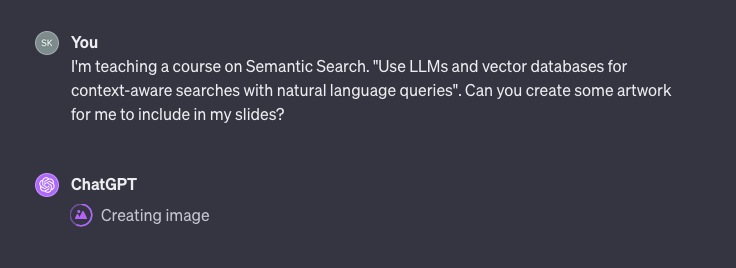 SK
You
I'm teaching a course on Semantic Search. "Use LLMs and vector databases for
context-aware searches with natural language queries". Can you create some artwork
for me to include in my slides?
ChatGPT
Creating image